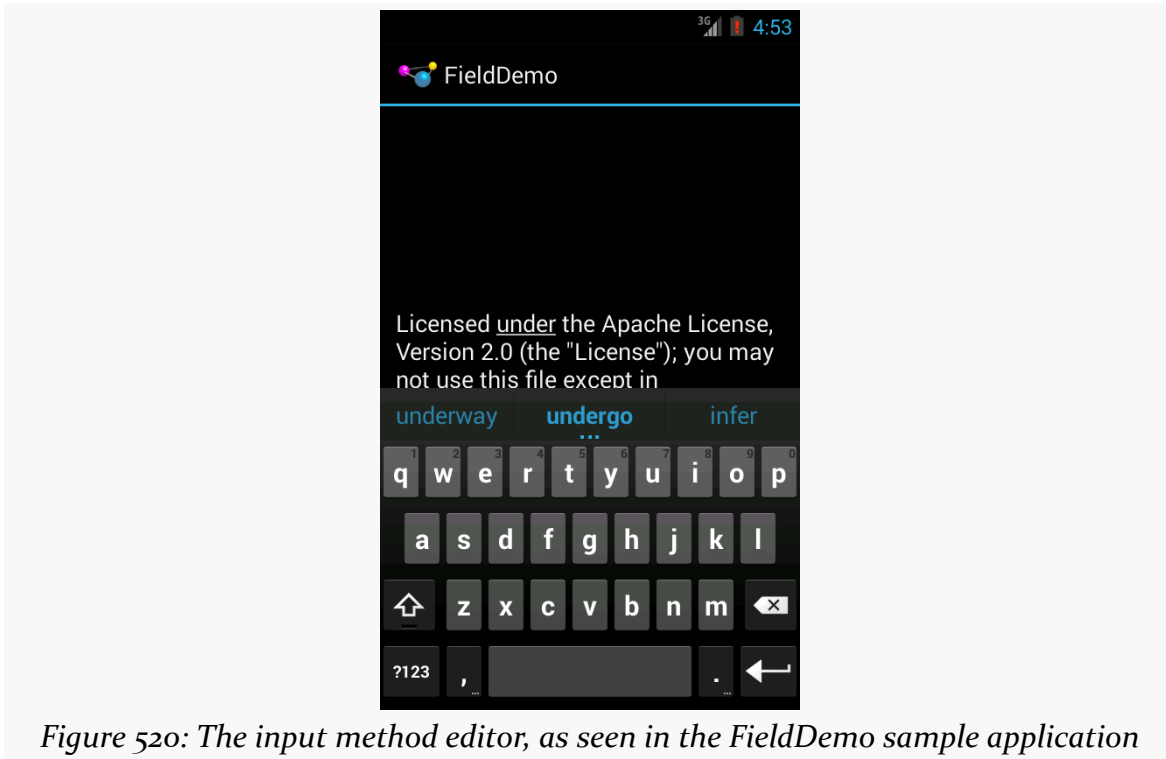 3G 4:53
FieldDemo
Licensed under the Apache License,
Version 2.0 (the "License"); you may
not use this file except in
underway undergo infer
1 2 3 4 5 6 7 8 9 0
q w e r t y u i o p
a s d f g h j k l
z x c v b n m
?123 , ... . ...
Figure 520: The input method editor, as seen in the FieldDemo sample application